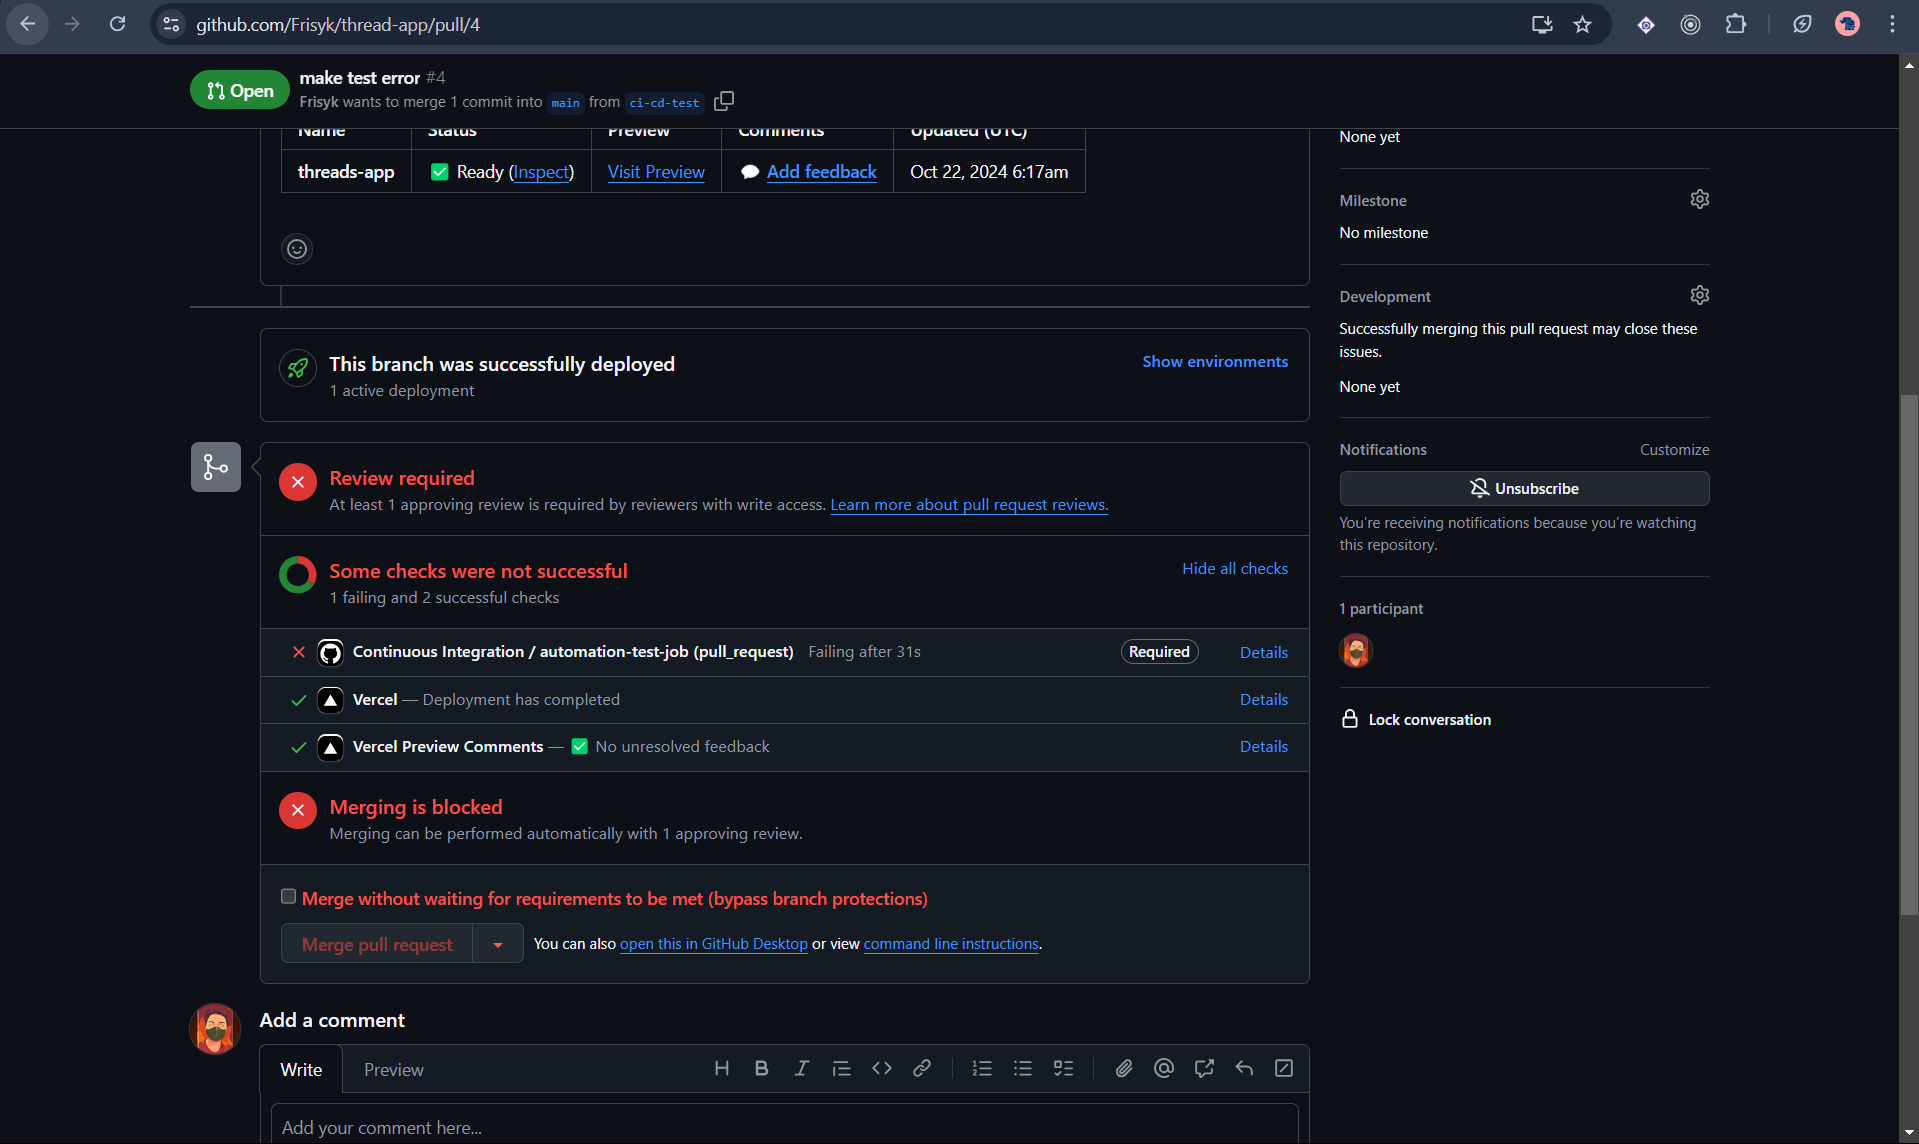 github.com/Frisyk/thread-app/pull/4
Open
make test error #4
Frisyk wants to merge 1 commit into main from ci-cd-test
Name Status Preview Comments Updated (UTC)
threads-app Ready (Inspect) Visit Preview Add feedback Oct 22, 2024 6:17am
This branch was successfully deployed
1 active deployment
Show environments
Review required
At least 1 approving review is required by reviewers with write access. Learn more about pull request reviews.
Some checks were not successful
1 failing and 2 successful checks
Hide all checks
Continuous Integration / automation-test-job (pull_request) Failing after 31s Required Details
Vercel — Deployment has completed Details
Vercel Preview Comments — No unresolved feedback Details
Merging is blocked
Merging can be performed automatically with 1 approving review.
Merge without waiting for requirements to be met (bypass branch protections)
Merge pull request You can also open this in GitHub Desktop or view command line instructions.
Add a comment
Write Preview
Add your comment here...
None yet
Milestone
No milestone
Development
Successfully merging this pull request may close these
issues.
None yet
Notifications Customize
Unsubscribe
You're receiving notifications because you're watching
this repository.
1 participant
Lock conversation